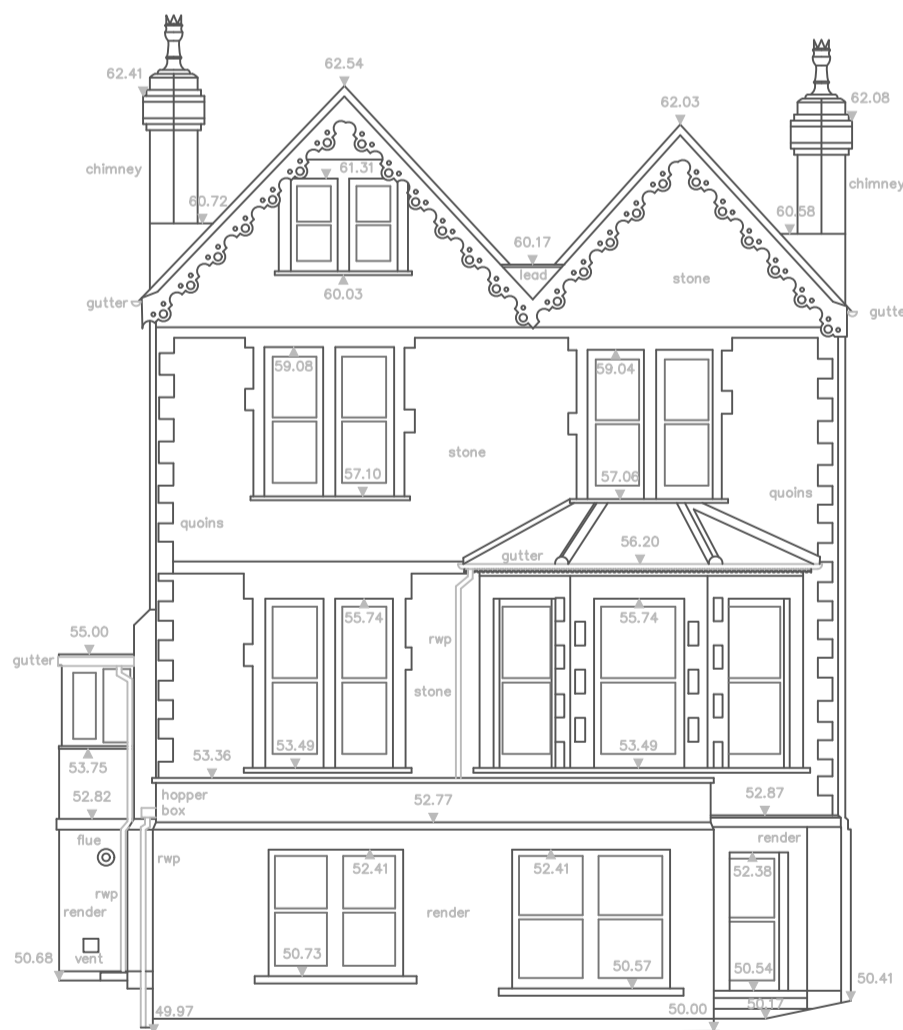 62.41
62.54
62.03
62.08
chimney
61.31
chimney
60.72
60.58
60.17
lead
stone
60.03
gutter
gutter
59.08
59.04
stone
57.10
57.06
quoins
quoins
gutter
56.20
55.74
55.74
55.00
rwp
gutter
stone
53.75
53.36
53.49
53.49
hopper
box
52.82
52.77
52.87
flue
render
rwp
52.41
52.41
52.38
rwp
render
render
vent
50.68
50.73
50.57
50.54
50.41
49.97
50.00
50.17